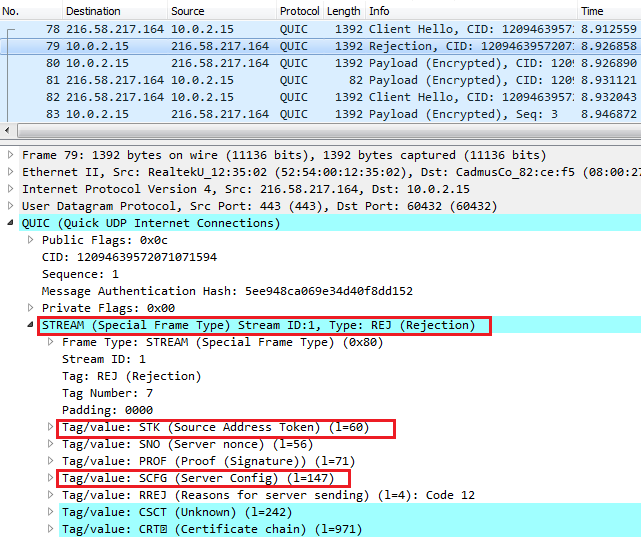 No. Destination Source Protocol Length Info Time
78 216.58.217.164 10.0.2.15 QUIC 1392 Client Hello, CID: 120946395 8.912559
79 10.0.2.15 216.58.217.164 QUIC 1392 Rejection, CID: 1209463957207 8.926858
80 10.0.2.15 216.58.217.164 QUIC 1392 Payload (Encrypted), CID: 1209 8.926890
81 216.58.217.164 10.0.2.15 QUIC 82 Payload (Encrypted), CID: 1209 8.931121
82 216.58.217.164 10.0.2.15 QUIC 1392 Client Hello, CID: 120946395 8.932043
83 10.0.2.15 216.58.217.164 QUIC 1392 Payload (Encrypted), Seq: 3 8.946872
Frame 79: 1392 bytes on wire (11136 bits), 1392 bytes captured (11136 bits)
Ethernet II, Src: RealtekU_12:35:02 (52:54:00:12:35:02), Dst: CadmusCo_82:ce:f5 (08:00:27
Internet Protocol Version 4, Src: 216.58.217.164, Dst: 10.0.2.15
User Datagram Protocol, Src Port: 443 (443), Dst Port: 60432 (60432)
QUIC (Quick UDP Internet Connections)
Public Flags: 0x0c
CID: 12094639572071071594
Sequence: 1
Message Authentication Hash: 5ee948ca069e34d40f8dd152
Private Flags: 0x00
STREAM (Special Frame Type) Stream ID:1, Type: REJ (Rejection)
Frame Type: STREAM (Special Frame Type) (0x80)
Stream ID: 1
Tag: REJ (Rejection)
Tag Number: 7
Padding: 0000
Tag/value: STK (Source Address Token) (l=60)
Tag/value: SNO (Server nonce) (l=56)
Tag/value: PROF (Proof (Signature)) (l=71)
Tag/value: SCFG (Server Config) (l=147)
Tag/value: RREJ (Reasons for server sending) (l=4): Code 12
Tag/value: CSCT (Unknown) (l=242)
Tag/value: CRT (Certificate chain) (l=971)